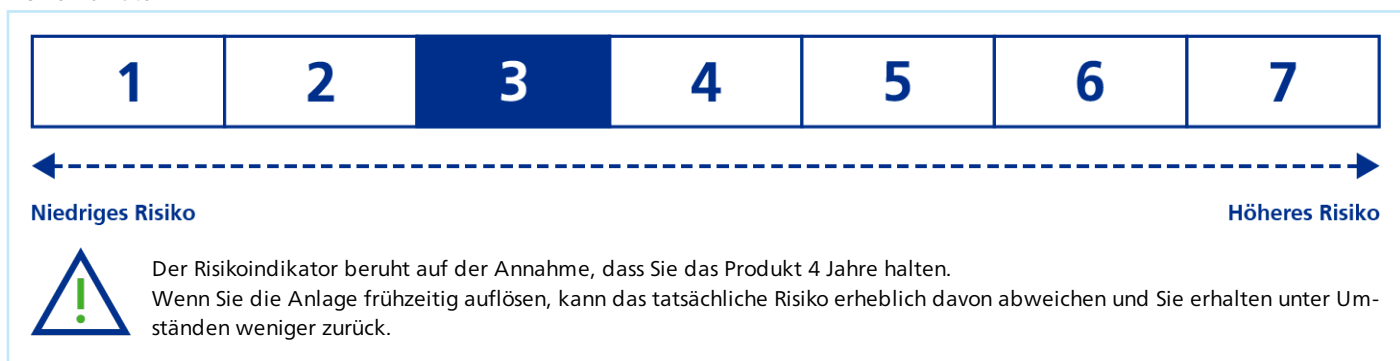 1 2 3 4 5 6 7
Niedriges Risiko Höheres Risiko
Der Risikoindikator beruht auf der Annahme, dass Sie das Produkt 4 Jahre halten.
Wenn Sie die Anlage frühzeitig auflösen, kann das tatsächliche Risiko erheblich davon abweichen und Sie erhalten unter Um-
ständen weniger zurück.